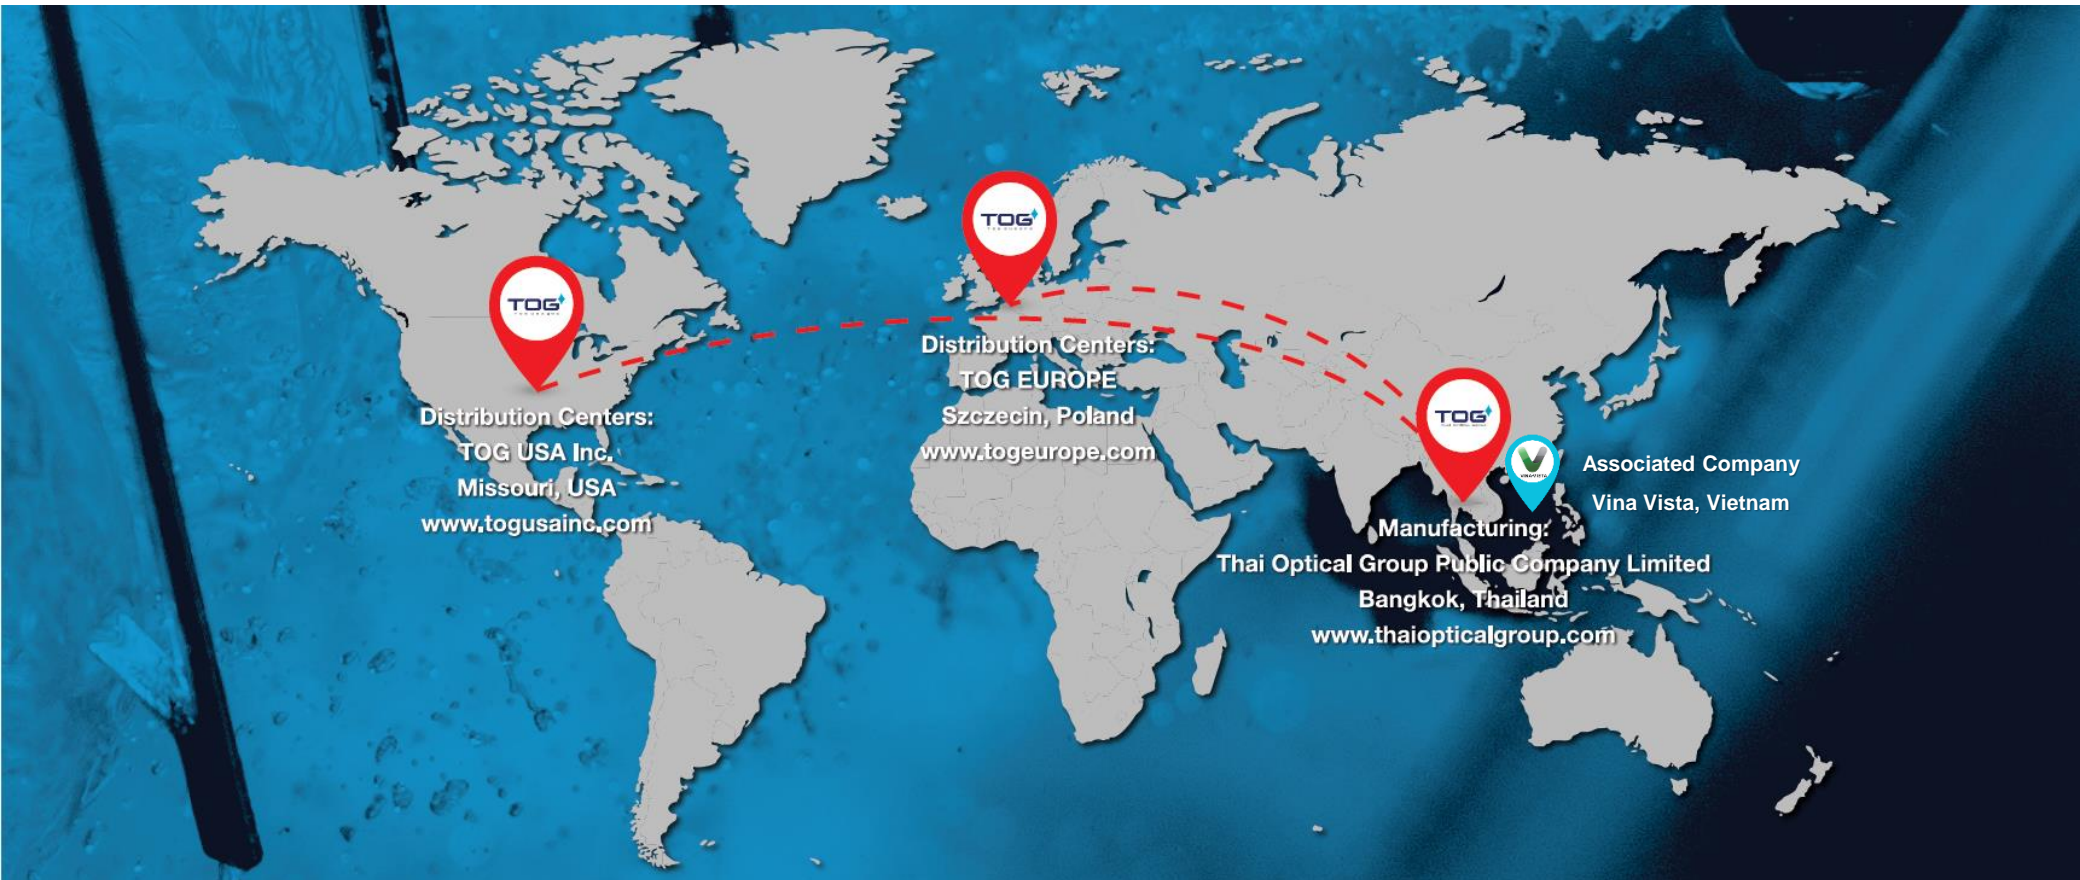 TOG
Distribution Centers:
TOG USA Inc.
Missouri, USA
www.togusainc.com
TOG
Distribution Centers:
TOG EUROPE
Szczecin, Poland
www.togeurope.com
TOG
Manufacturing:
Thai Optical Group Public Company Limited
Bangkok, Thailand
www.thaiopticalgroup.com
VINAVISTA
Associated Company
Vina Vista, Vietnam